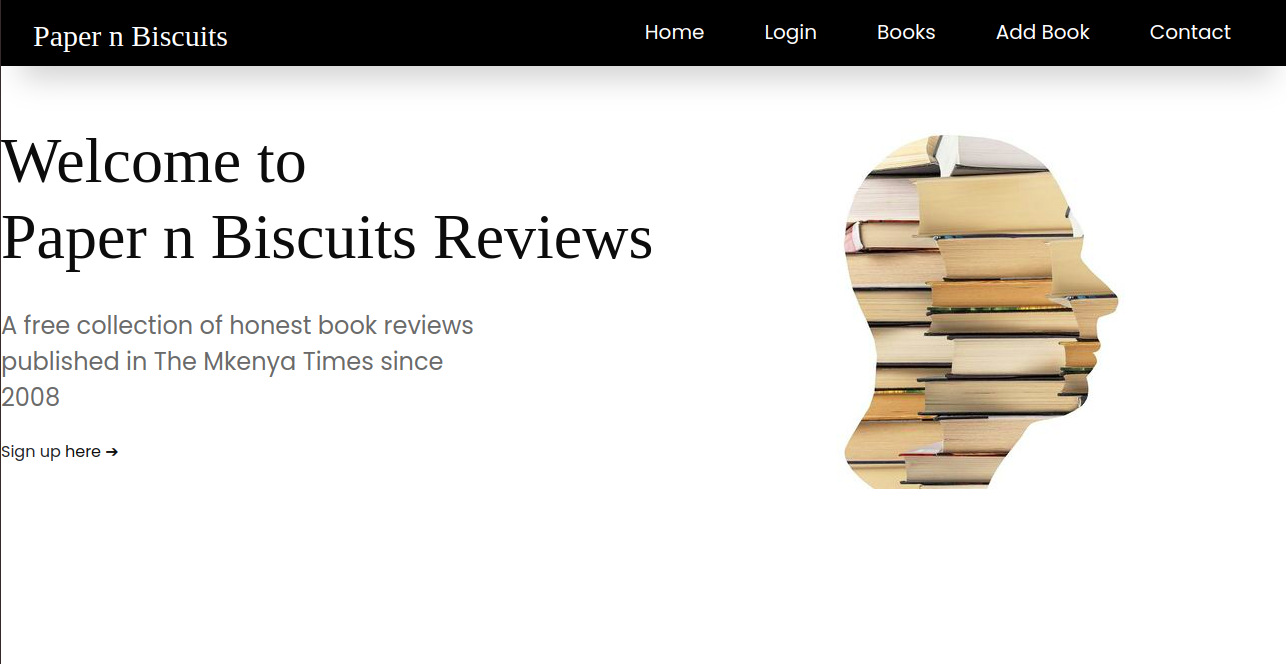 Paper n Biscuits
Home Login Books Add Book Contact
Welcome to
Paper n Biscuits Reviews
A free collection of honest book reviews
published in The Mkenya Times since
2008
Sign up here ➔